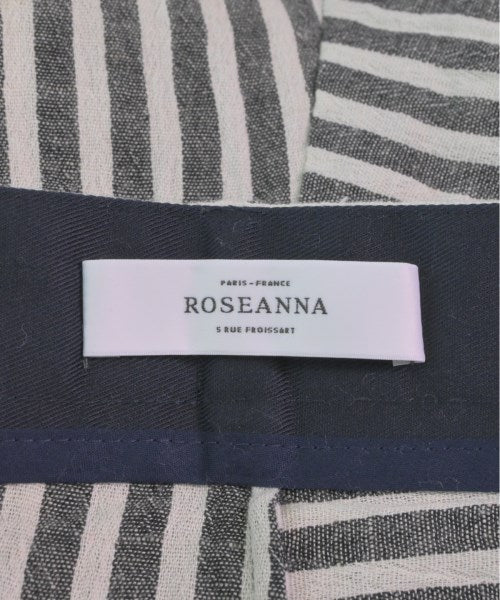 PARIS - FRANCE
ROSEANNA
5 RUE FROISSART